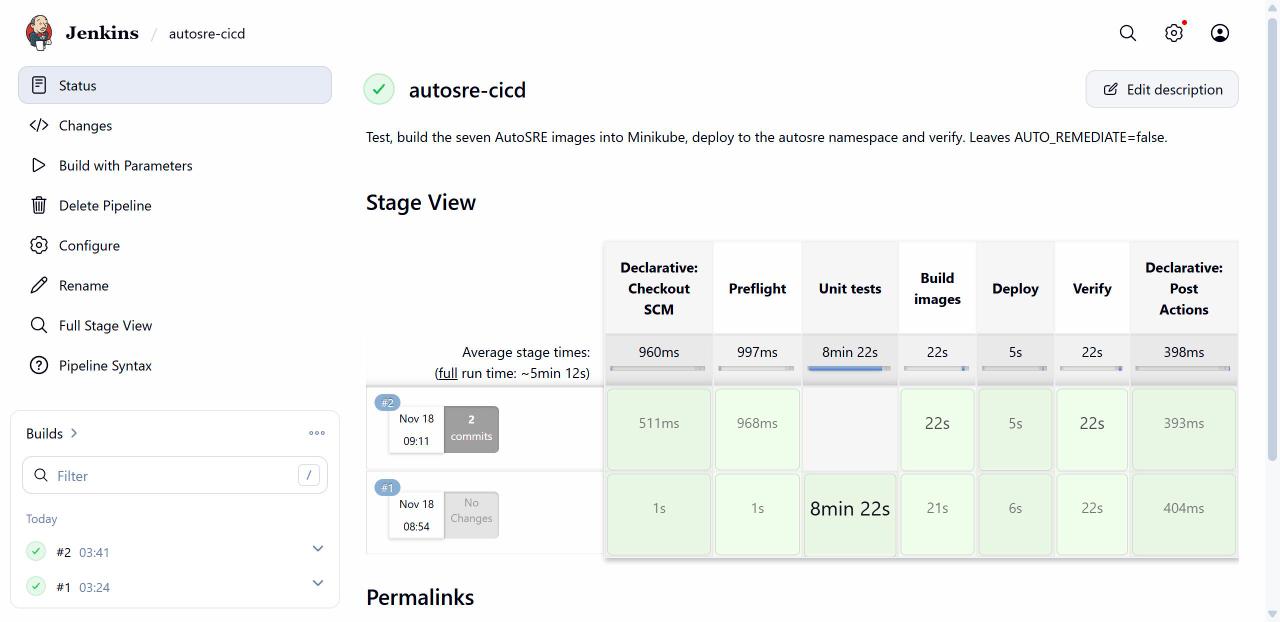 Jenkins / autosre-cicd
Status
Changes
Build with Parameters
Delete Pipeline
Configure
Rename
Full Stage View
Pipeline Syntax
Builds
Filter /
Today
#2 03:41
#1 03:24
autosre-cicd
Edit description
Test, build the seven AutoSRE images into Minikube, deploy to the autosre namespace and verify. Leaves AUTO_REMEDIATE=false.
Stage View
Declarative:
Checkout
SCM
Preflight
Unit tests
Build
images
Deploy
Verify
Declarative:
Post
Actions
Average stage times:
(full run time: ~5min 12s)
960ms 997ms 8min 22s 22s 5s 22s 398ms
#2
Nov 18
09:11
2
commits
511ms 968ms 22s 5s 22s 393ms
#1
Nov 18
08:54
No
Changes
1s 1s 8min 22s 21s 6s 22s 404ms
Permalinks